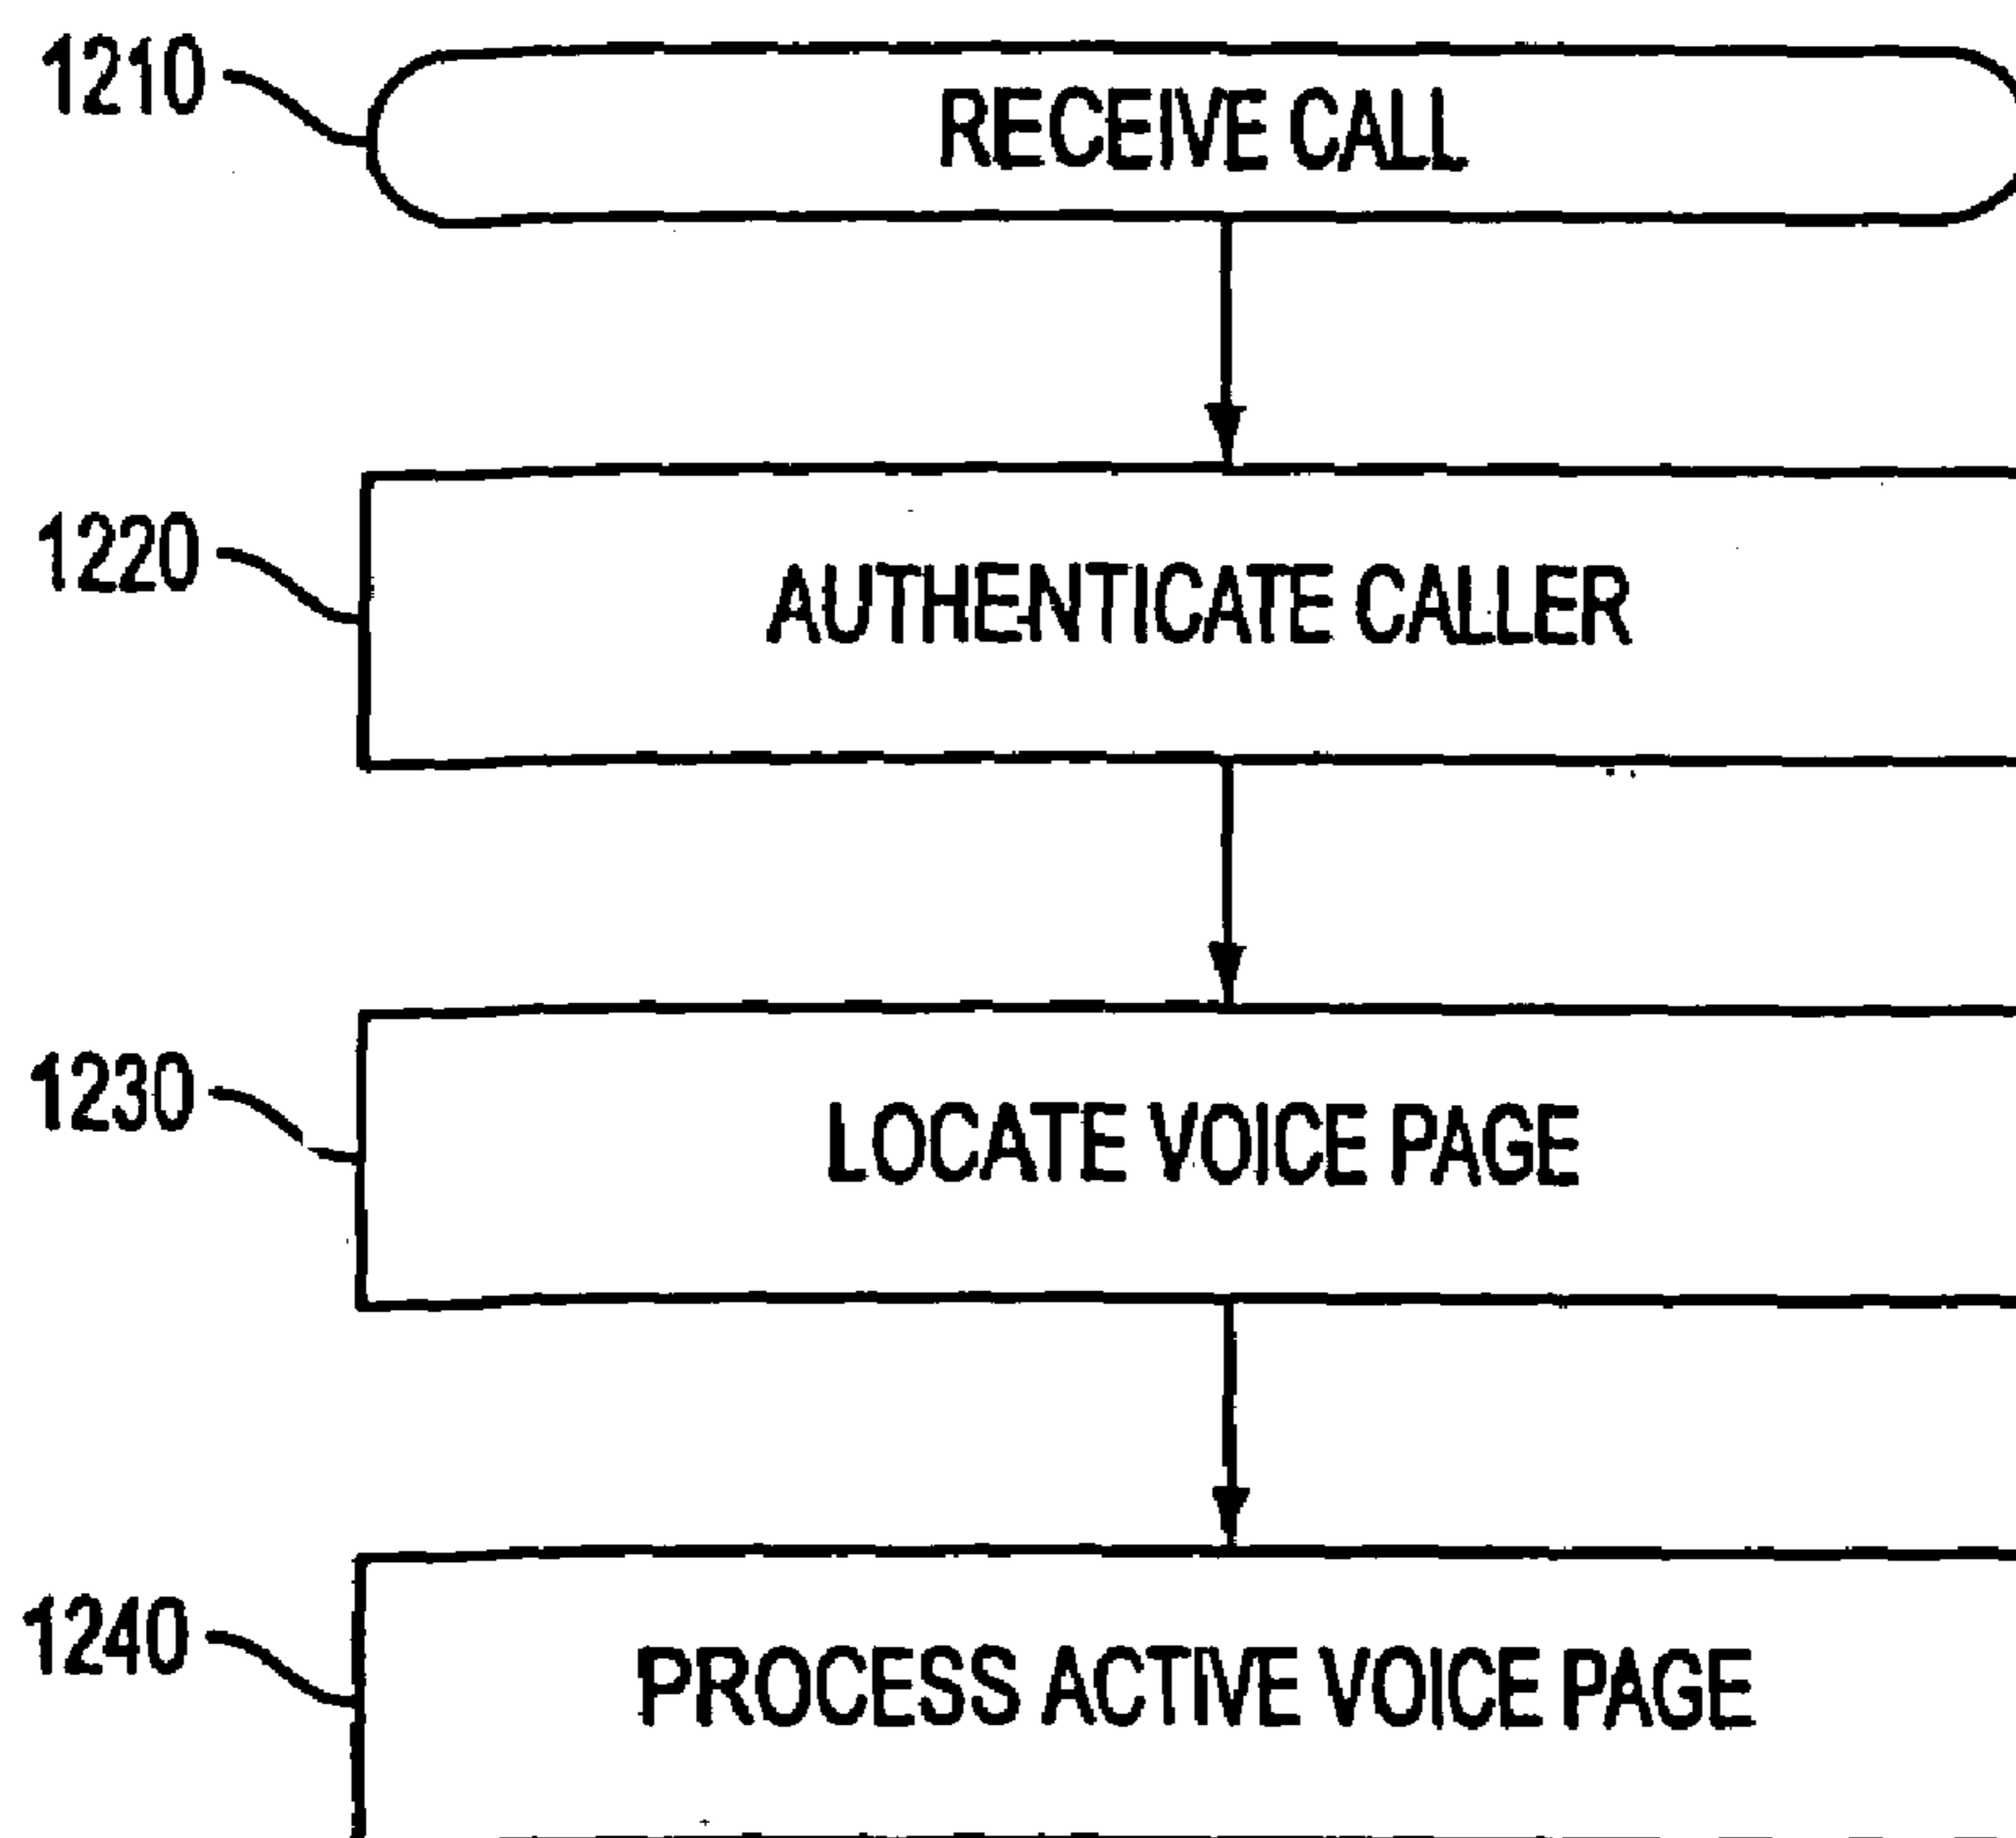 1210
RECEIVE CALL
1220
AUTHENTICATE CALLER
1230
LOCATE VOICE PAGE
1240
PROCESS ACTIVE VOICE PAGE